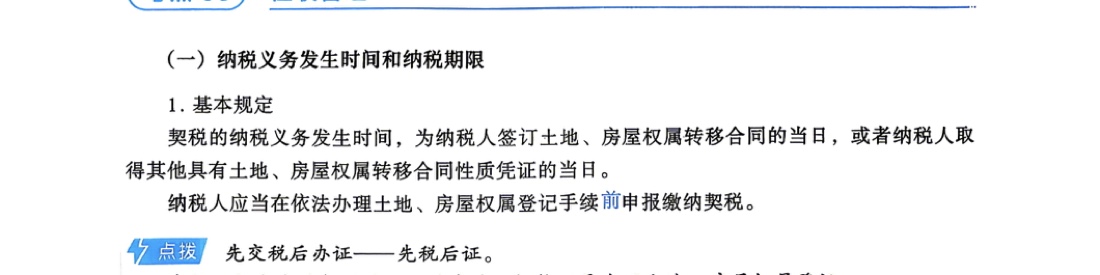 (一) 纳税义务发生时间和纳税期限
1. 基本规定
契税的纳税义务发生时间，为纳税人签订土地、房屋权属转移合同的当日，或者纳税人取
得其他具有土地、房屋权属转移合同性质凭证的当日。
纳税人应当在依法办理土地、房屋权属登记手续前申报缴纳契税。
点拨 先交税后办证——先税后证。